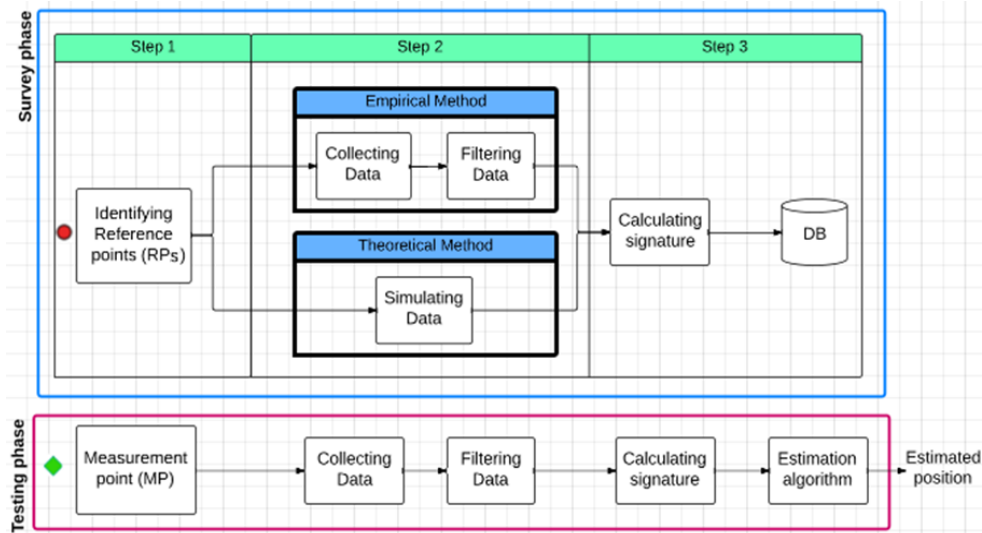 Survey phase
Step 1
Step 2
Step 3
Empirical Method
Collecting
Data
Filtering
Data
Identifying
Reference
points (RPs)
Theoretical Method
Simulating
Data
Calculating
signature
DB
Testing phase
Measurement
point (MP)
Collecting
Data
Filtering
Data
Calculating
signature
Estimation
algorithm
Estimated
position